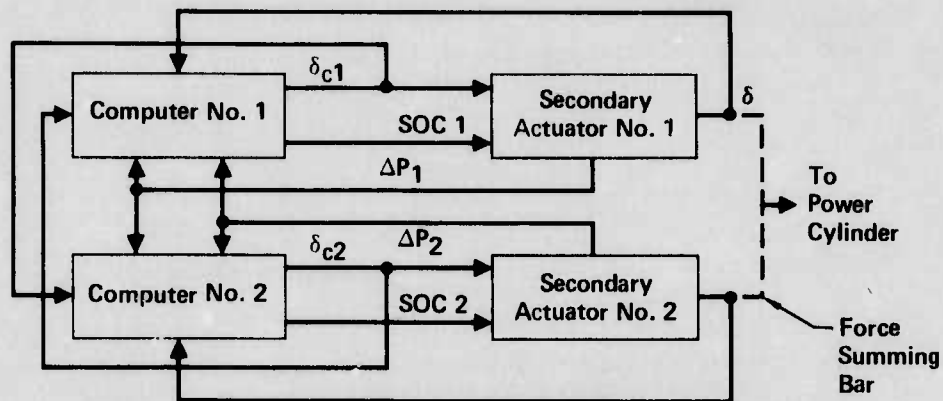 δc1
Computer No. 1
SOC 1
Secondary
Actuator No. 1
δ
ΔP1
To
Power
Cylinder
δc2
ΔP2
Computer No. 2
SOC 2
Secondary
Actuator No. 2
Force
Summing
Bar